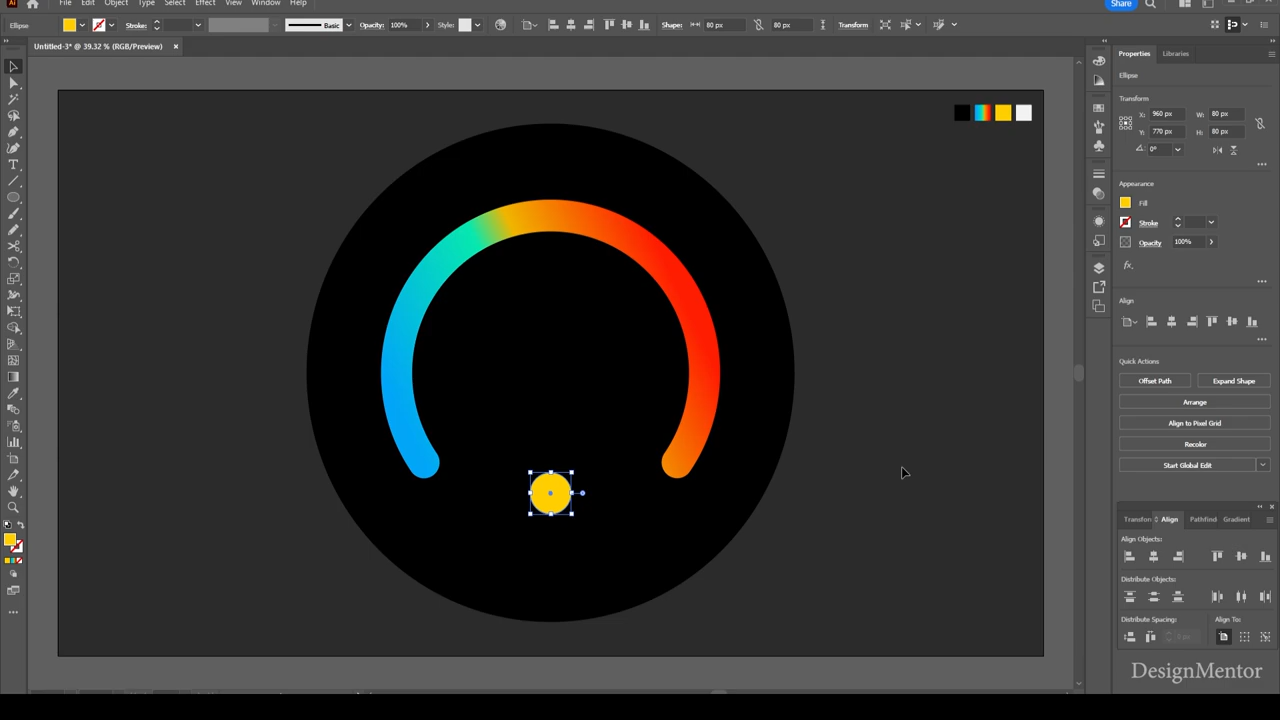 File Edit Object Type Select Effect View Window Help
Share
Ellipse Stroke: Basic Opacity: 100% Style: Shape: 80 px 80 px Transform
Untitled-3* @ 39.32 % (RGB/Preview) ×
Properties Libraries
Ellipse
Transform
X: 960 px W: 80 px
Y: 770 px H: 80 px
0°
Appearance
Fill
Stroke
Opacity 100%
fx.
Align
Quick Actions
Offset Path Expand Shape
Arrange
Align to Pixel Grid
Recolor
Start Global Edit
Transform Align Pathfind Gradient
Align Objects:
Distribute Objects:
Distribute Spacing: Align To:
DesignMentor